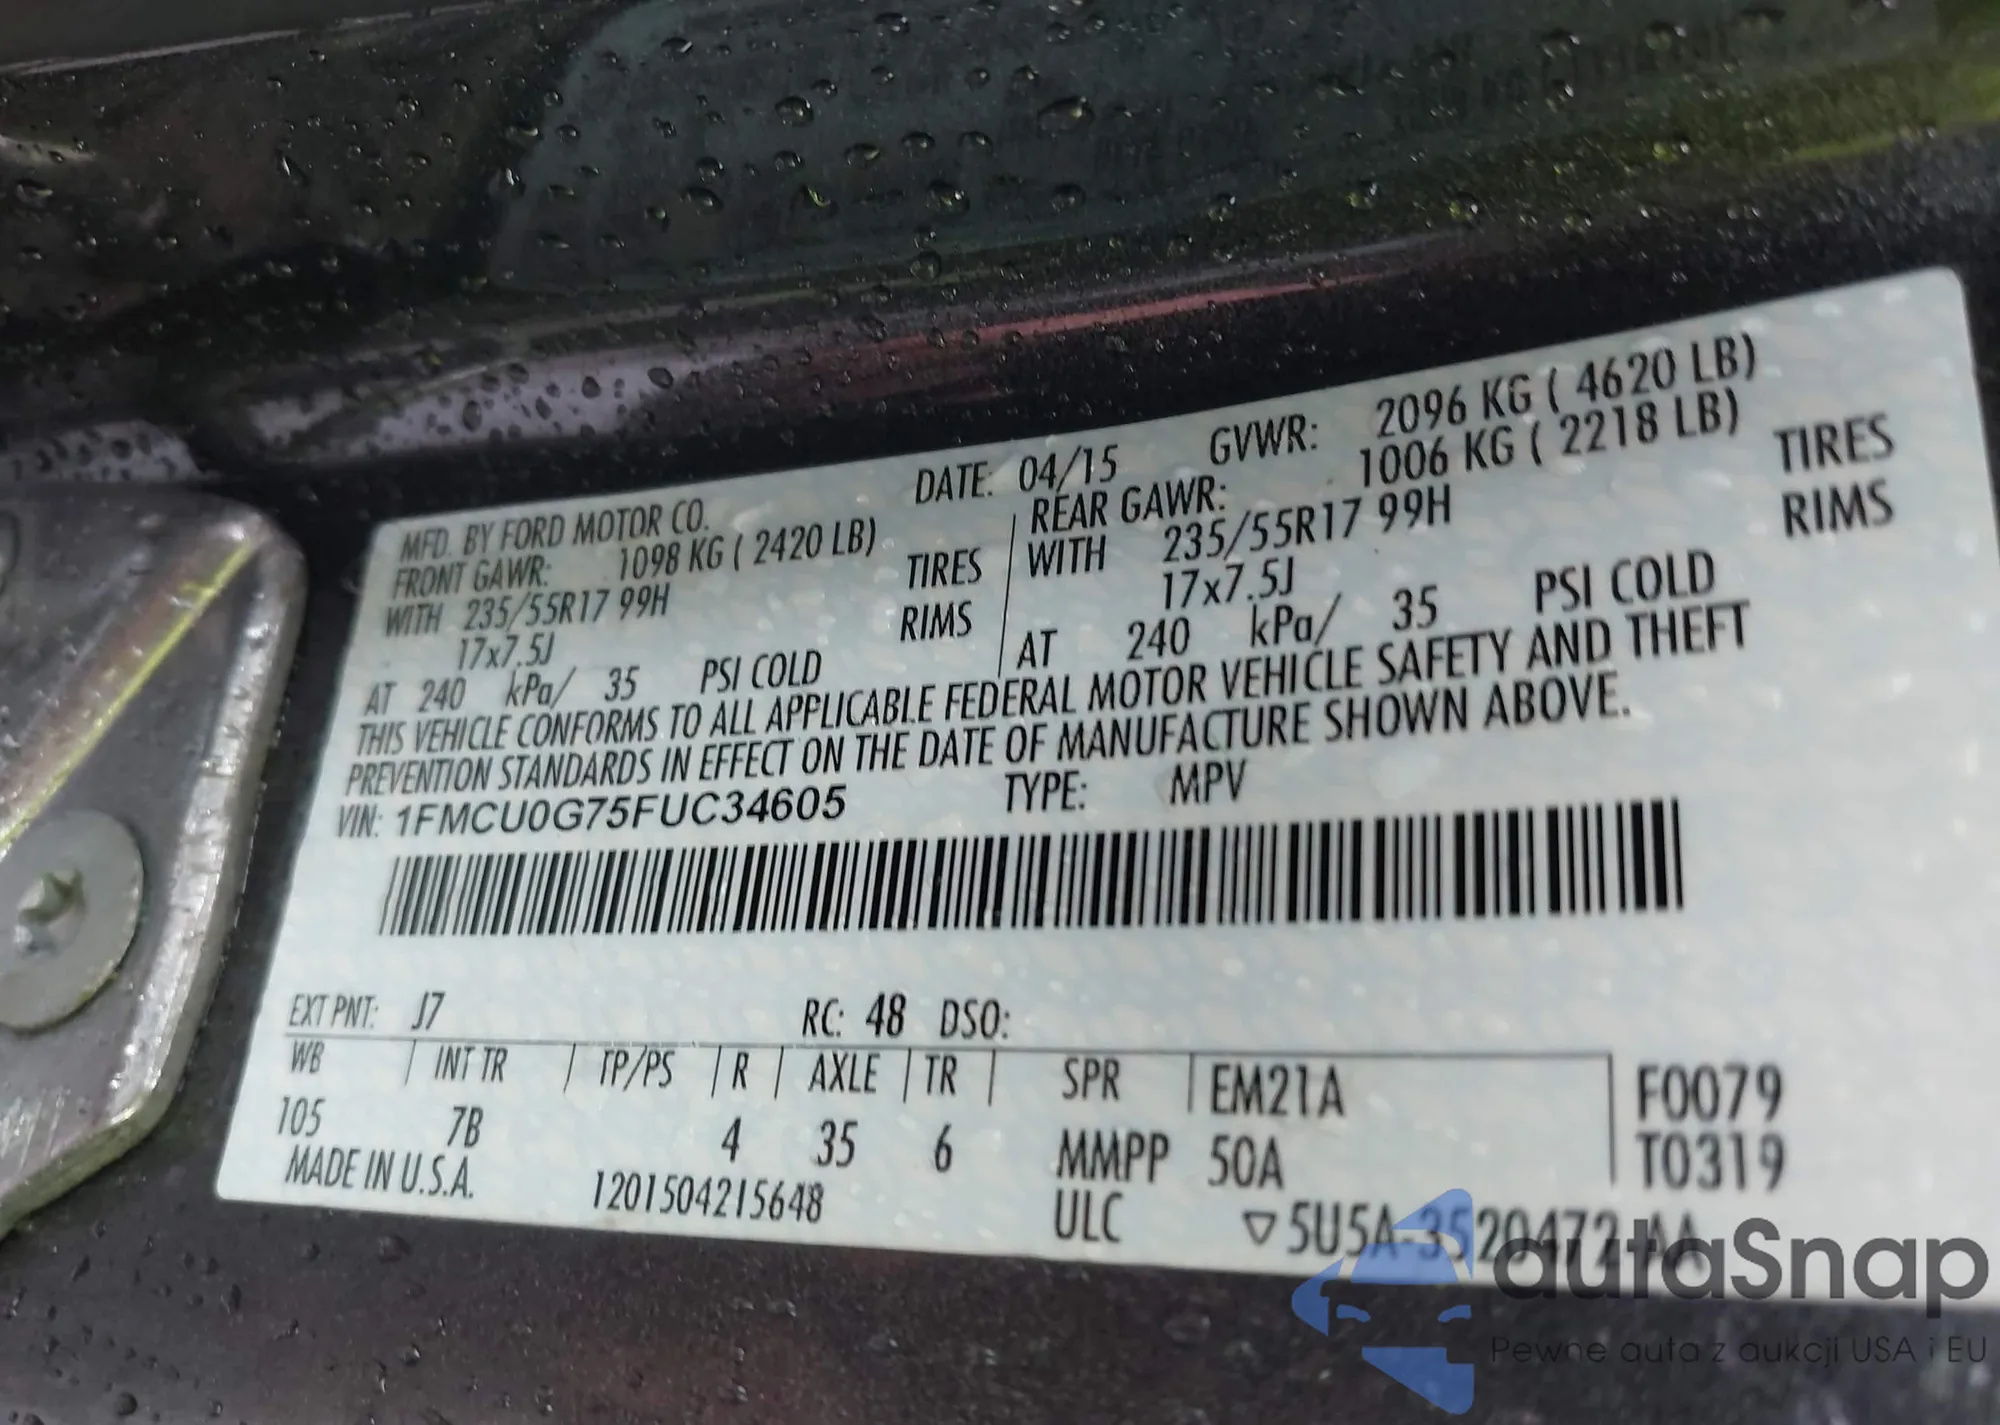 MFD. BY FORD MOTOR CO. DATE: 04/15 GVWR: 2096 KG ( 4620 LB)
FRONT GAWR: 1098 KG ( 2420 LB)
WITH 235/55R17 99H TIRES
17x7.5J RIMS
AT 240 kPa/ 35 PSI COLD
REAR GAWR: 1006 KG ( 2218 LB)
WITH 235/55R17 99H TIRES
17x7.5J RIMS
AT 240 kPa/ 35 PSI COLD
THIS VEHICLE CONFORMS TO ALL APPLICABLE FEDERAL MOTOR VEHICLE SAFETY AND THEFT
PREVENTION STANDARDS IN EFFECT ON THE DATE OF MANUFACTURE SHOWN ABOVE.
VIN: 1FMCU0G75FUC34605 TYPE: MPV
EXT PNT: J7 RC: 48 DSO:
WB INT TR TP/PS R AXLE TR SPR EM21A F0079
105 7B 4 35 6 MMPP 50A T0319
MADE IN U.S.A. 1201504215648 ULC ▽5U5A-3520472-AA
autaSnap
Pewne auta z aukcji USA i EU